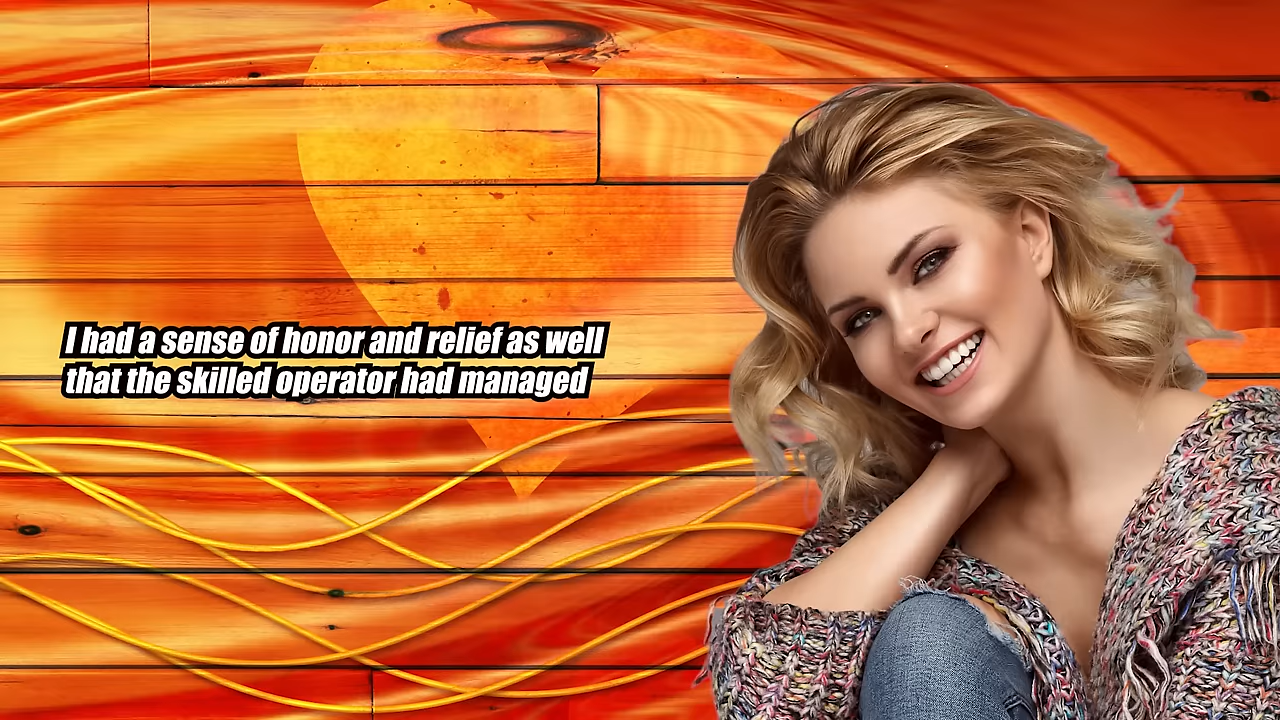 I had a sense of honor and relief as well
that the skilled operator had managed